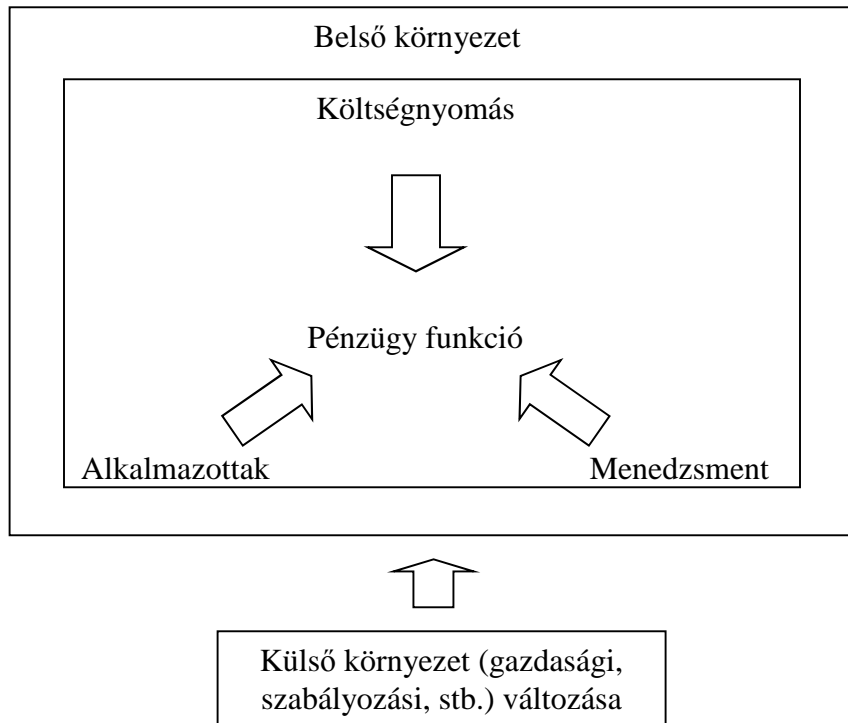 Belső környezet
Költségnyomás
Pénzügy funkció
Alkalmazottak
Menedzsment
Külső környezet (gazdasági,
szabályozási, stb.) változása